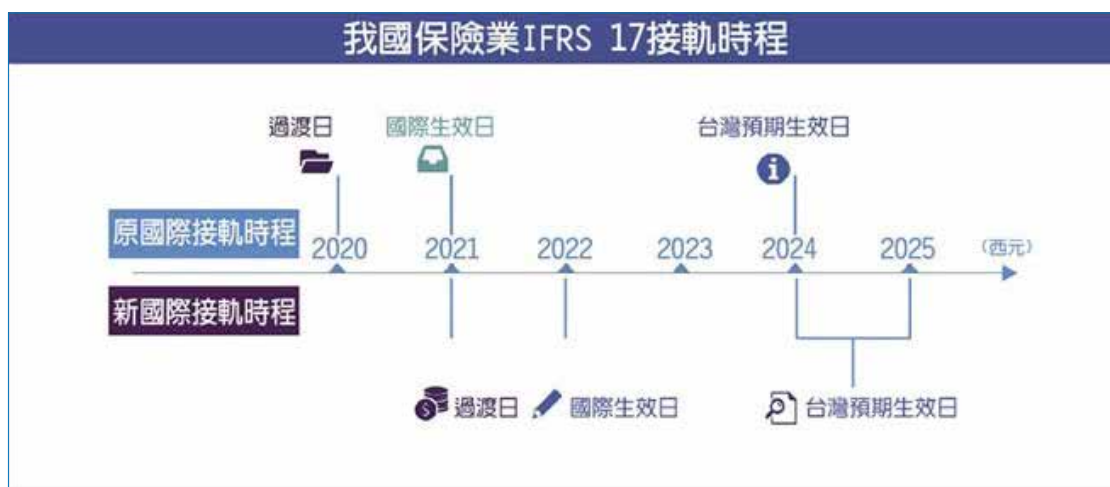 我國保險業IFRS 17接軌時程
過渡日
國際生效日
台灣預期生效日
原國際接軌時程
2020
2021
2022
2023
2024
2025
(西元)
新國際接軌時程
過渡日
國際生效日
台灣預期生效日